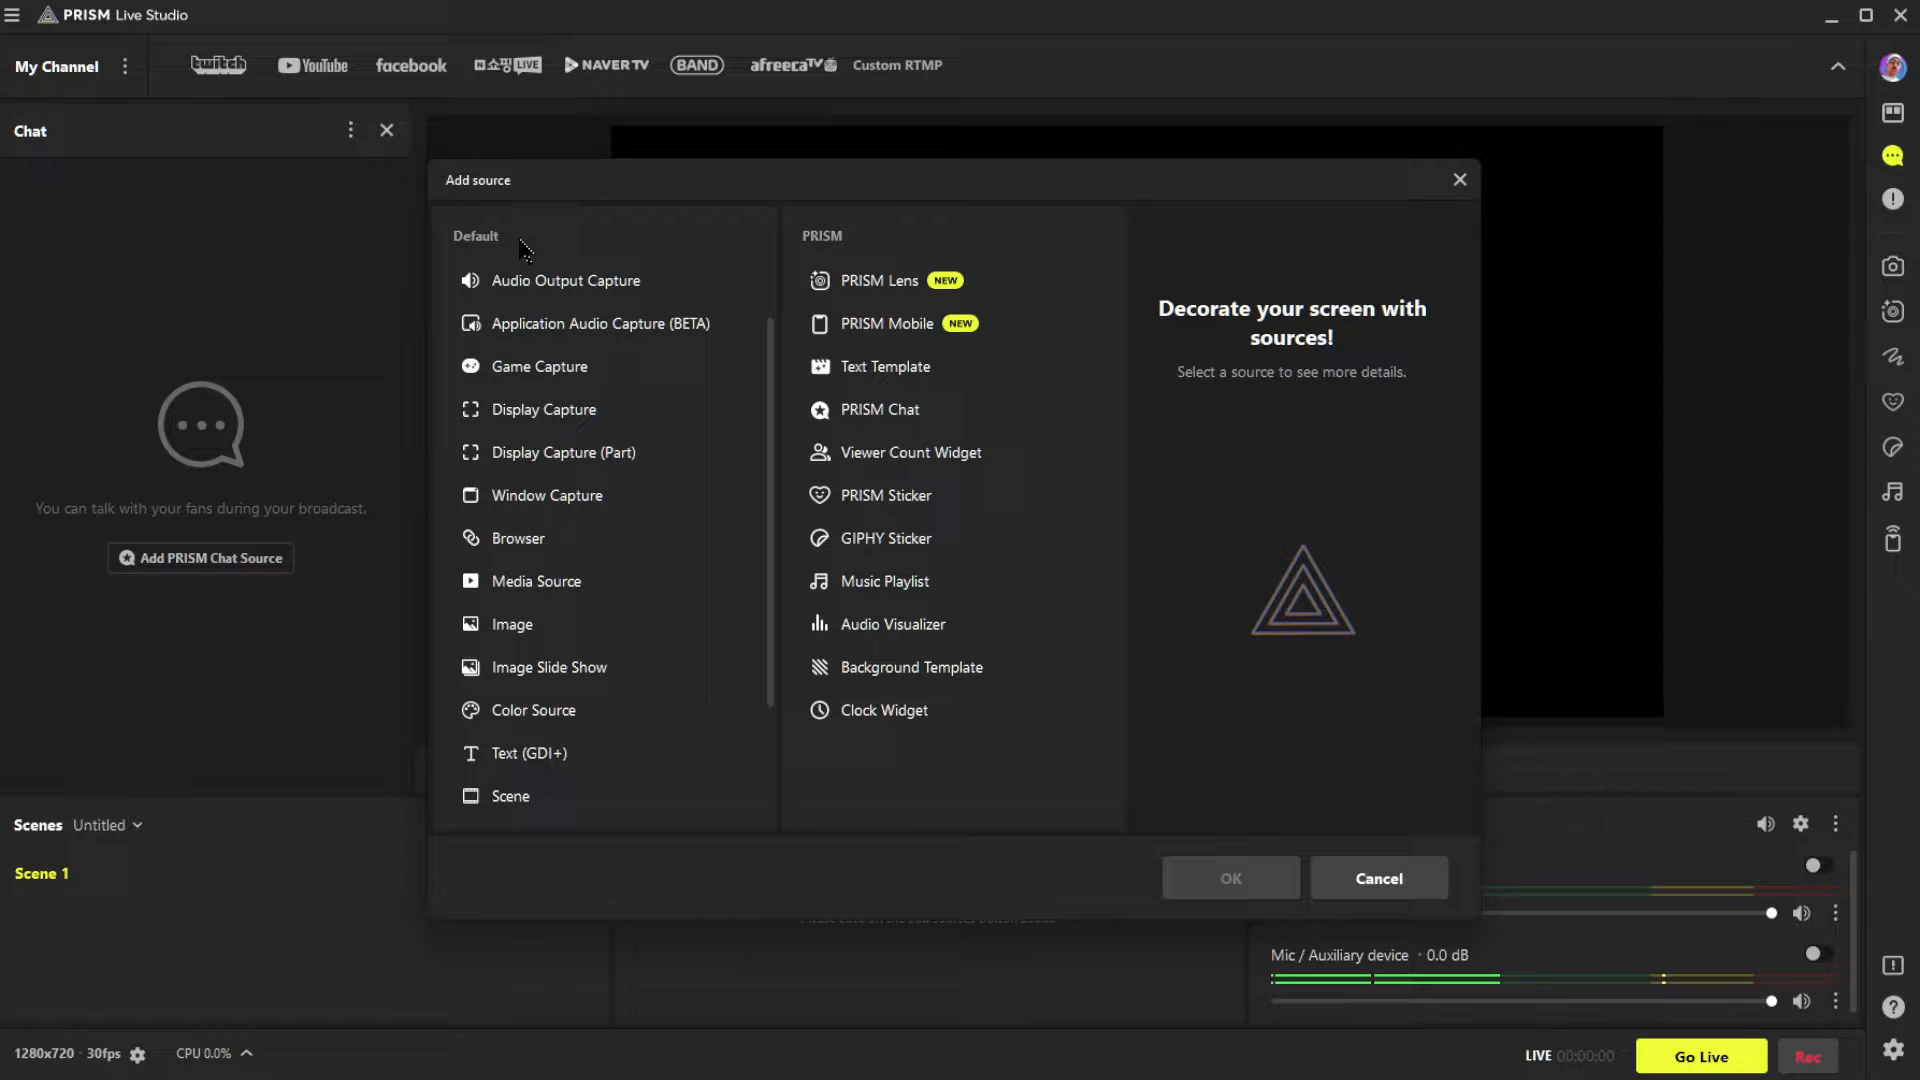 PRISM Live Studio
My Channel
twitch
YouTube
facebook
쇼핑LIVE
NAVER TV
BAND
afreecaTV
Custom RTMP
Chat
You can talk with your fans during your broadcast.
Add PRISM Chat Source
Add source
Default
Audio Output Capture
Application Audio Capture (BETA)
Game Capture
Display Capture
Display Capture (Part)
Window Capture
Browser
Media Source
Image
Image Slide Show
Color Source
Text (GDI+)
Scene
PRISM
PRISM Lens NEW
PRISM Mobile NEW
Text Template
PRISM Chat
Viewer Count Widget
PRISM Sticker
GIPHY Sticker
Music Playlist
Audio Visualizer
Background Template
Clock Widget
Decorate your screen with
sources!
Select a source to see more details.
OK
Cancel
Scenes Untitled
Scene 1
Mic / Auxiliary device · 0.0 dB
1280x720 · 30fps
CPU 0.0%
LIVE 00:00:00
Go Live
Rec